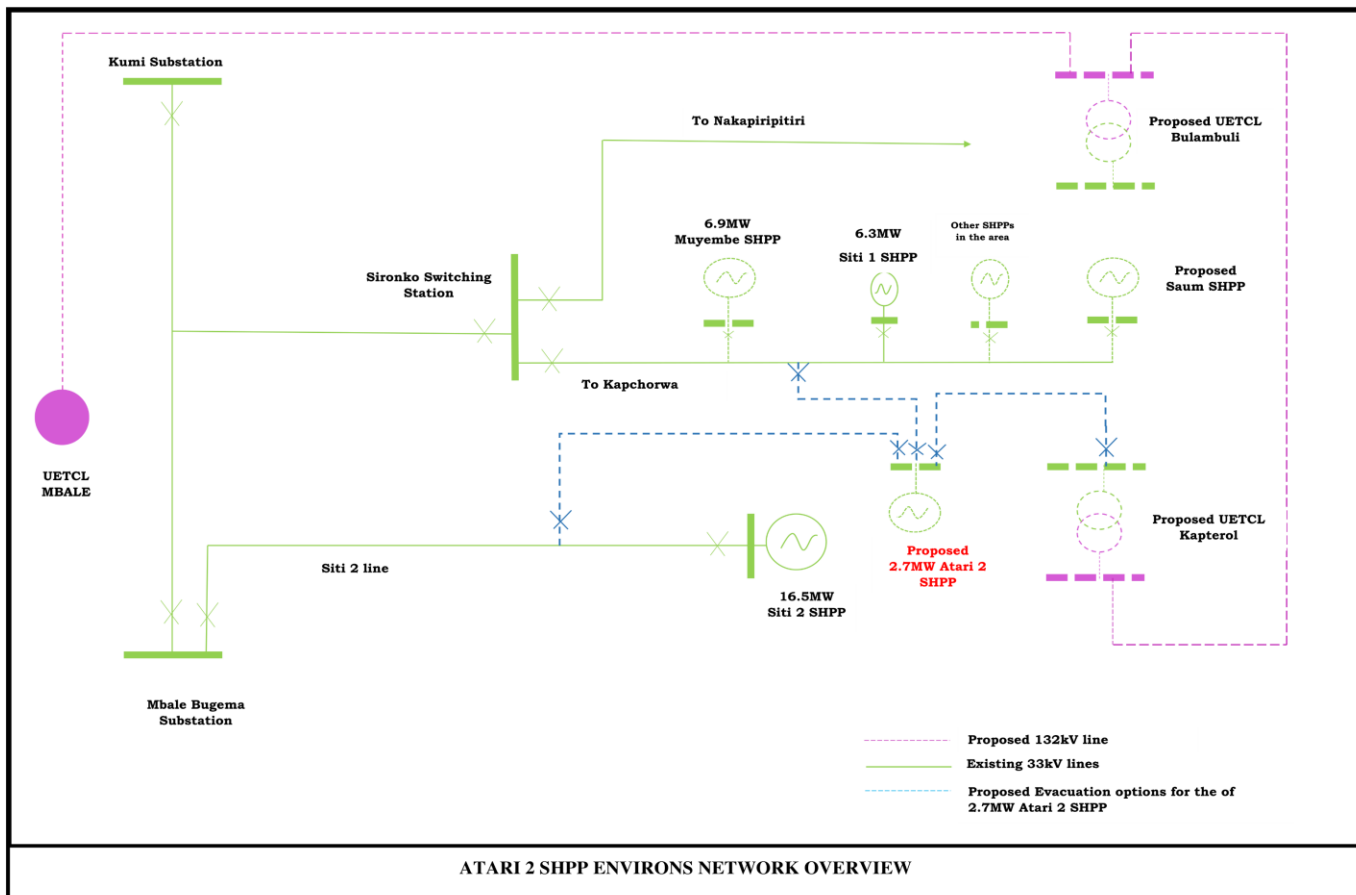 Kumi Substation
To Nakapiripitiri
Proposed UETCL
Bulambuli
6.9MW
Muyembe SHPP
6.3MW
Siti 1 SHPP
Other SHPPs
in the area
Proposed
Saum SHPP
Sironko Switching
Station
To Kapchorwa
UETCL
MBALE
Siti 2 line
16.5MW
Siti 2 SHPP
Proposed
2.7MW Atari 2
SHPP
Proposed UETCL
Kapterol
Mbale Bugema
Substation
Proposed 132kV line
Existing 33kV lines
Proposed Evacuation options for the of
2.7MW Atari 2 SHPP
ATARI 2 SHPP ENVIRONS NETWORK OVERVIEW